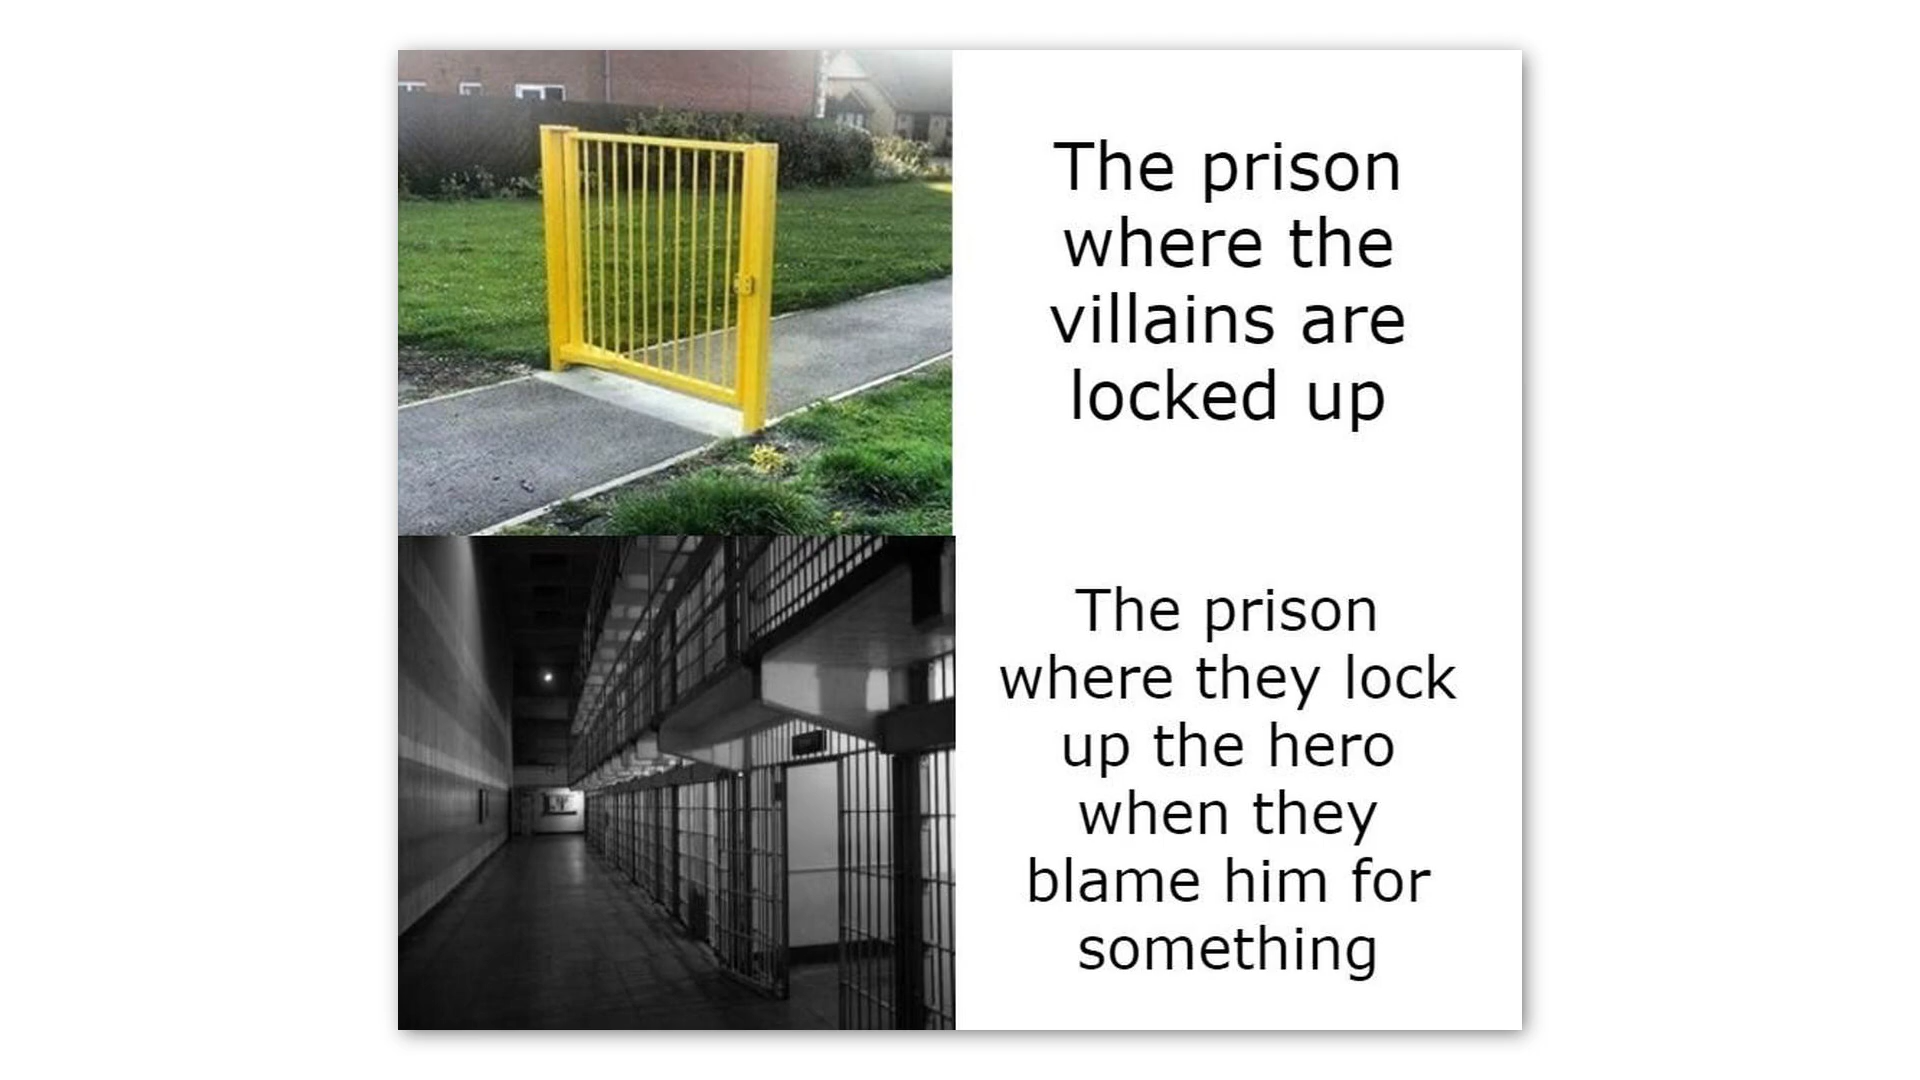 The prison
where the
villains are
locked up
The prison
where they lock
up the hero
when they
blame him for
something